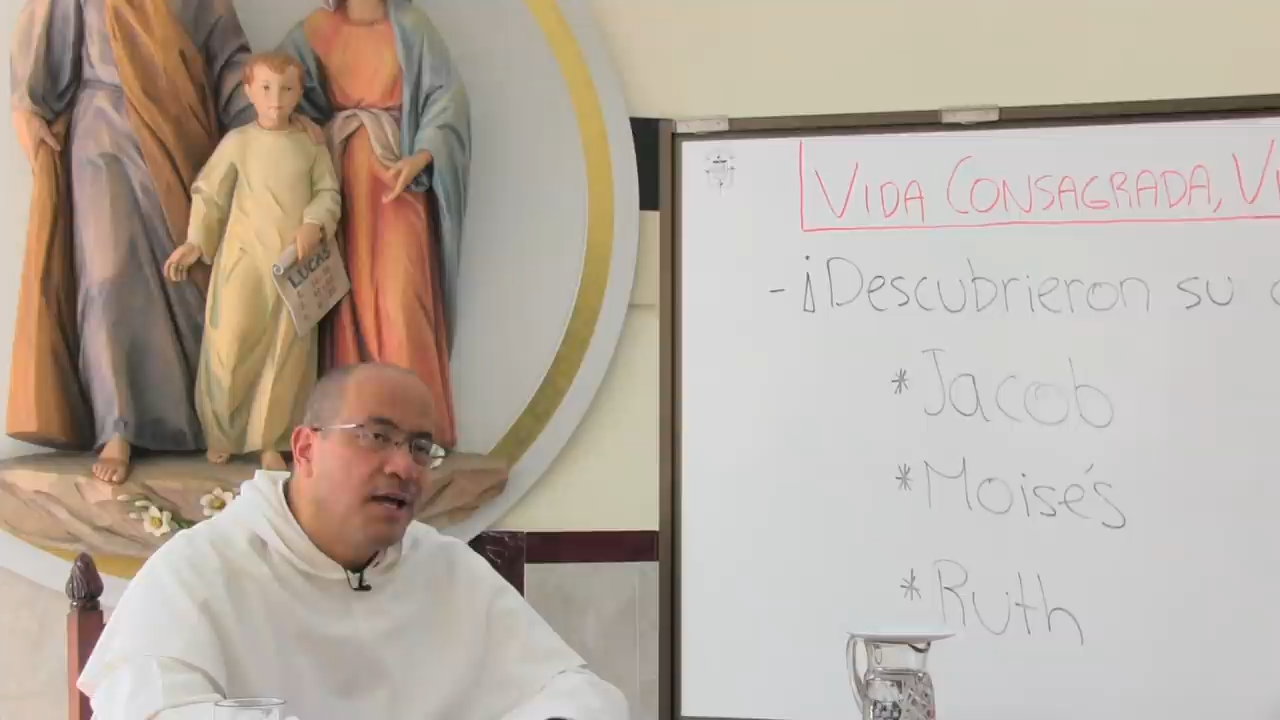 LUCAS
VIDA CONSAGRADA,
- ¡Descubrieron su
* Jacob
* Moisés
* Ruth